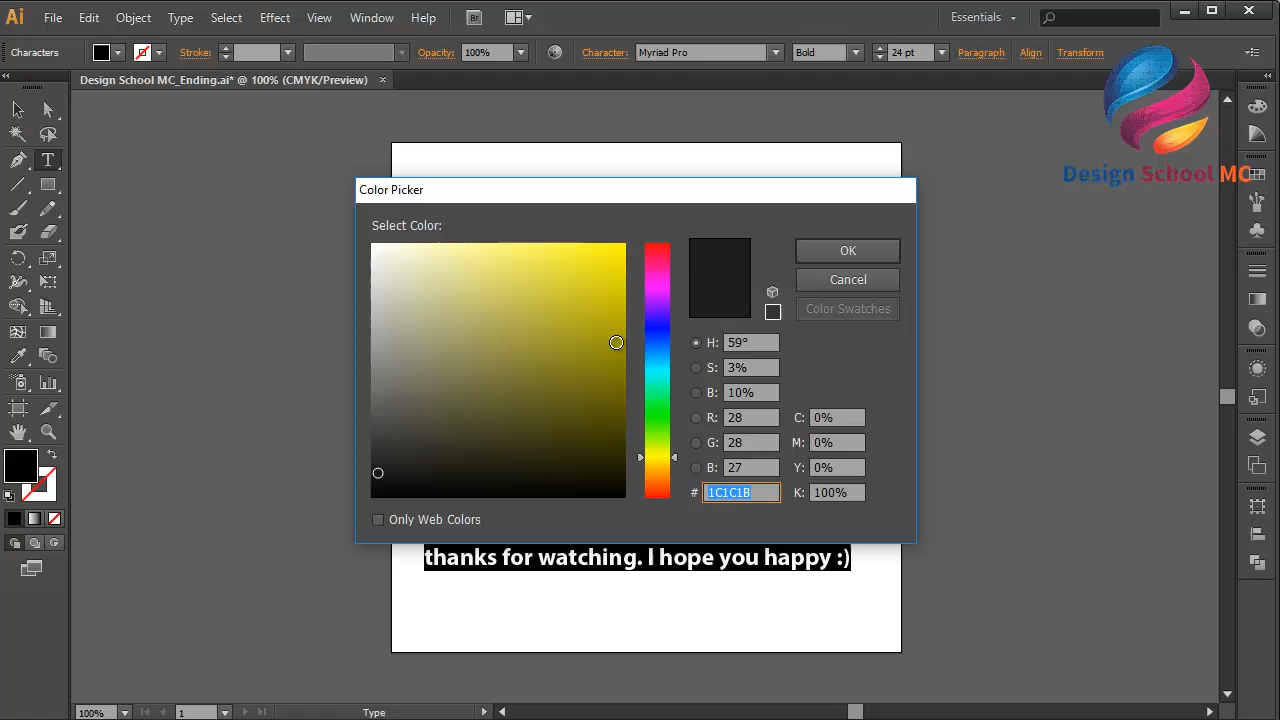 Ai File Edit Object Type Select Effect View Window Help Br Essentials
Characters Stroke: Opacity: 100% Character: Myriad Pro Bold 24 pt Paragraph Align Transform
Design School MC_Ending.ai* @ 100% (CMYK/Preview)
Design School MC
Color Picker
Select Color:
OK
Cancel
Color Swatches
H: 59°
S: 3%
B: 10%
R: 28 C: 0%
G: 28 M: 0%
B: 27 Y: 0%
# 1C1C1B K: 100%
Only Web Colors
thanks for watching. I hope you happy :)
100% 1 Type